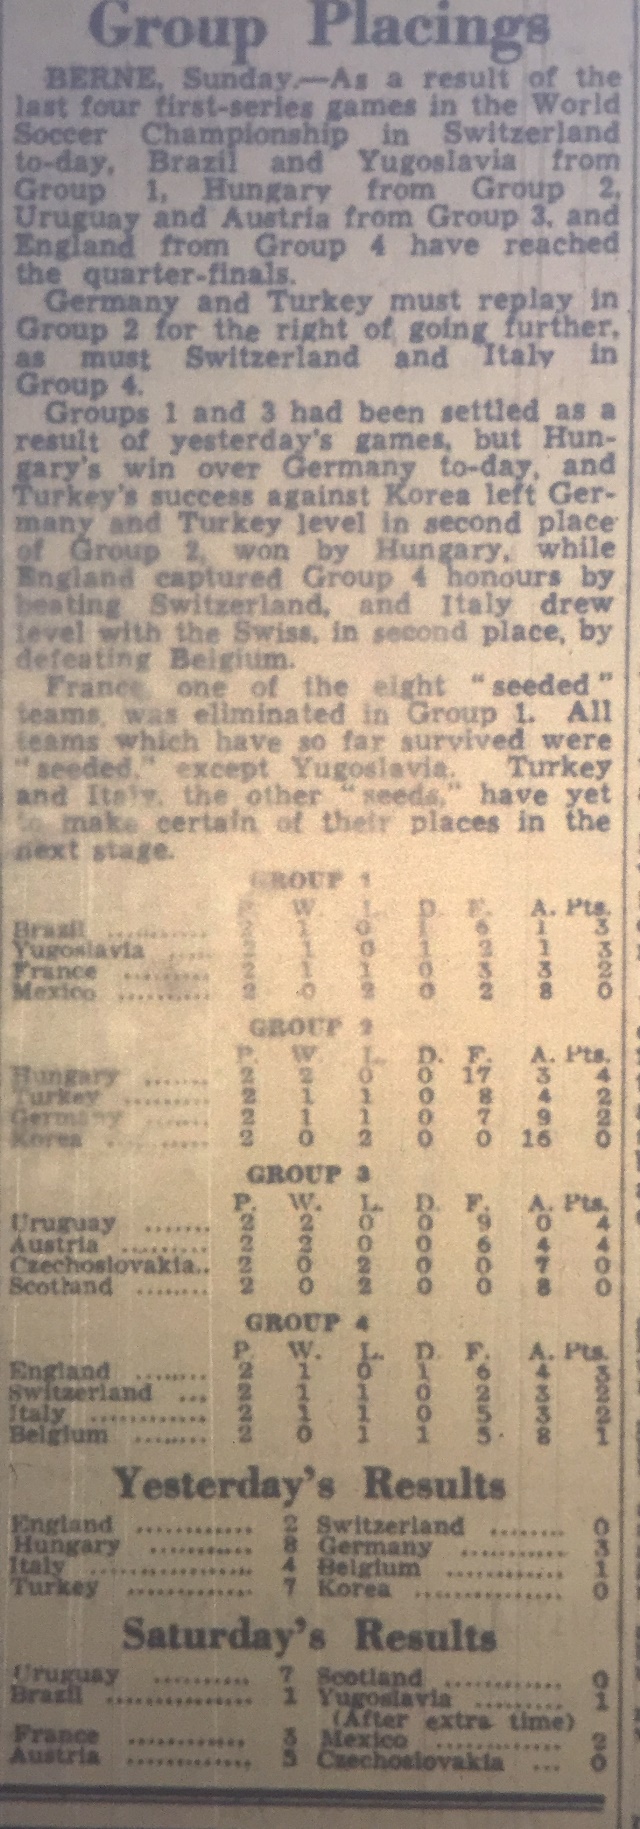 Group Placings
BERNE, Sunday.—As a result of the
last four first-series games in the World
Soccer Championship in Switzerland
to-day, Brazil and Yugoslavia from
Group 1, Hungary from Group 2,
Uruguay and Austria from Group 3, and
England from Group 4 have reached
the quarter-finals.
Germany and Turkey must replay in
Group 2 for the right of going further,
as must Switzerland and Italy in
Group 4.
Groups 1 and 3 had been settled as a
result of yesterday's games, but Hun-
gary's win over Germany to-day, and
Turkey's success against Korea left Ger-
many and Turkey level in second place
of Group 2, won by Hungary, while
England captured Group 4 honours by
beating Switzerland, and Italy drew
level with the Swiss, in second place, by
defeating Belgium.
France, one of the eight "seeded"
teams, was eliminated in Group 1. All
teams which have so far survived were
"seeded," except Yugoslavia. Turkey
and Italy, the other "seeds," have yet
to make certain of their places in the
next stage.
GROUP 1
P. W. L. D. F. A. Pts.
Brazil .......... 2 1 0 1 6 1 3
Yugoslavia ..... 2 1 0 1 2 1 3
France ......... 2 1 1 0 3 3 2
Mexico .......... 2 0 2 0 2 8 0
GROUP 2
P. W. L. D. F. A. Pts.
Hungary ....... 2 2 0 0 17 3 4
Turkey ......... 2 1 1 0 8 4 2
Germany ....... 2 1 1 0 7 9 2
Korea .......... 2 0 2 0 0 16 0
GROUP 3
P. W. L. D. F. A. Pts.
Uruguay ....... 2 2 0 0 9 0 4
Austria ......... 2 2 0 0 6 4 4
Czechoslovakia.. 2 0 2 0 0 7 0
Scotland ........ 2 0 2 0 0 8 0
GROUP 4
P. W. L. D. F. A. Pts.
England ........ 2 1 0 1 6 4 3
Switzerland ... 2 1 1 0 2 3 2
Italy ............ 2 1 1 0 5 3 2
Belgium ........ 2 0 1 1 5 8 1
Yesterday's Results
England ............ 2 Switzerland ........ 0
Hungary ........... 8 Germany ........... 3
Italy ................ 4 Belgium ............ 1
Turkey ............. 7 Korea ............... 0
Saturday's Results
Uruguay .......... 7 Scotland ............ 0
Brazil ............... 1 Yugoslavia ......... 1
(After extra time)
France ............. 3 Mexico .............. 2
Austria ............. 5 Czechoslovakia ... 0